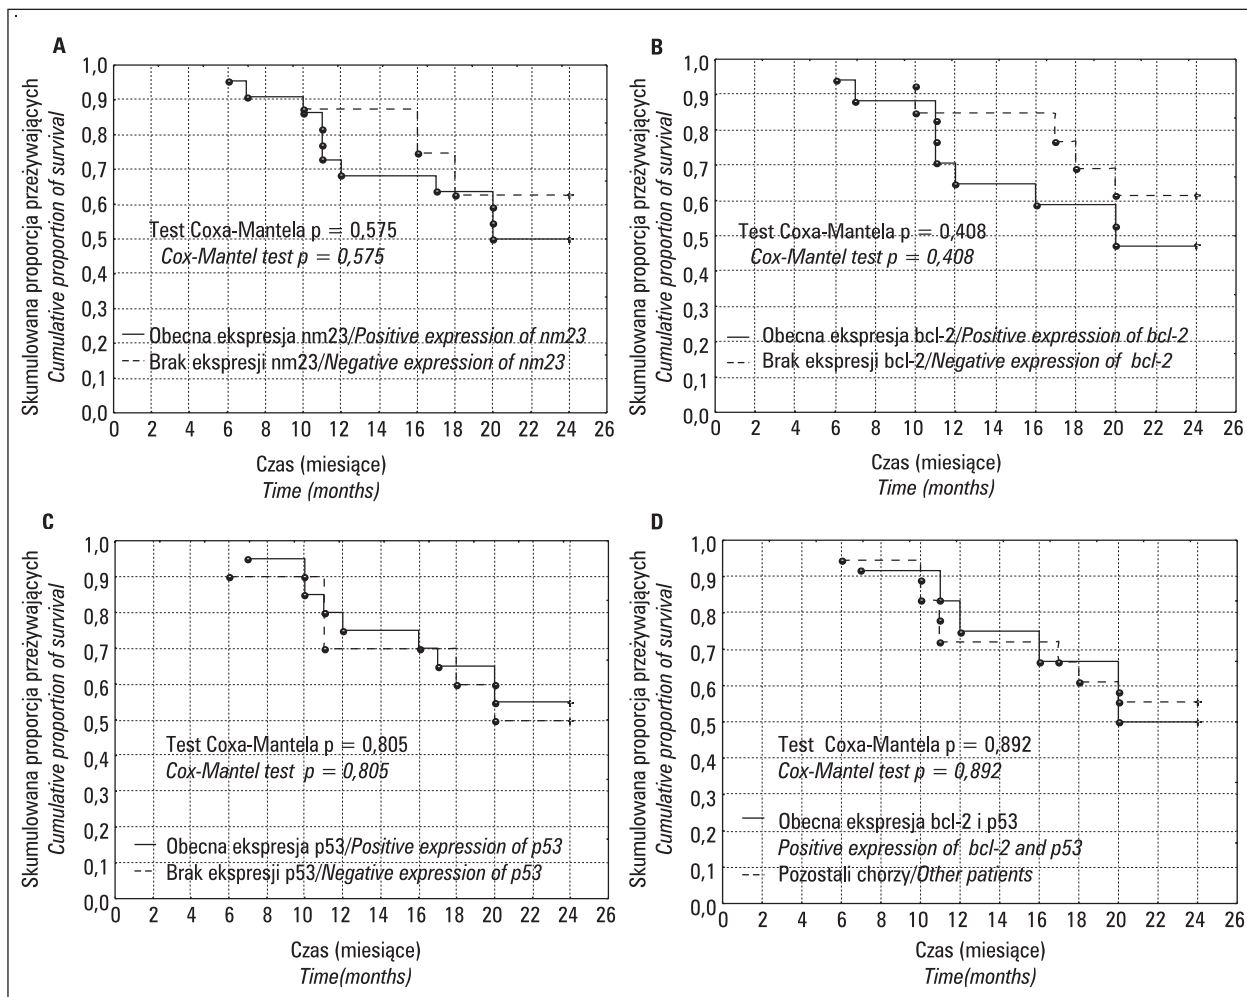 A
Skumulowana proporcja przeżywających
Cumulative proportion of survival
1,0
0,9
0,8
0,7
0,6
0,5
0,4
0,3
0,2
0,1
0,0
Test Coxa-Mantela p = 0,575
Cox-Mantel test p = 0,575
Obecna ekspresja nm23/Positive expression of nm23
Brak ekspresji nm23/Negative expression of nm23
0 2 4 6 8 10 12 14 16 18 20 22 24 26
Czas (miesiące)
Time (months)
B
Skumulowana proporcja przeżywających
Cumulative proportion of survival
1,0
0,9
0,8
0,7
0,6
0,5
0,4
0,3
0,2
0,1
0,0
Test Coxa-Mantela p = 0,408
Cox-Mantel test p = 0,408
Obecna ekspresja bcl-2/Positive expression of bcl-2
Brak ekspresji bcl-2/Negative expression of bcl-2
0 2 4 6 8 10 12 14 16 18 20 22 24 26
Czas (miesiące)
Time (months)
C
Skumulowana proporcja przeżywających
Cumulative proportion of survival
1,0
0,9
0,8
0,7
0,6
0,5
0,4
0,3
0,2
0,1
0,0
Test Coxa-Mantela p = 0,805
Cox-Mantel test p = 0,805
Obecna ekspresja p53/Positive expression of p53
Brak ekspresji p53/Negative expression of p53
0 2 4 6 8 10 12 14 16 18 20 22 24 26
Czas (miesiące)
Time(months)
D
Skumulowana proporcja przeżywających
Cumulative proportion of survival
1,0
0,9
0,8
0,7
0,6
0,5
0,4
0,3
0,2
0,1
0,0
Test Coxa-Mantela p = 0,892
Cox-Mantel test p = 0,892
Obecna ekspresja bcl-2 i p53
Positive expression of bcl-2 and p53
Pozostali chorzy/Other patients
0 2 4 6 8 10 12 14 16 18 20 22 24 26
Czas (miesiące)
Time(months)